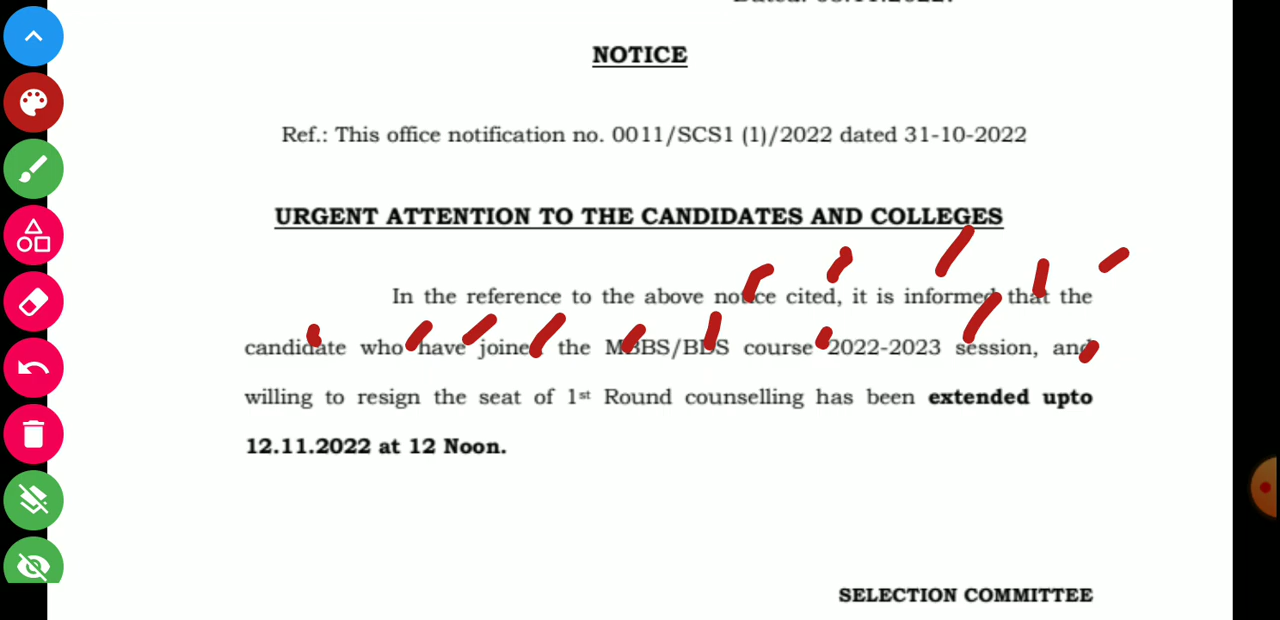 NOTICE
Ref.: This office notification no. 0011/SCS1 (1)/2022 dated 31-10-2022
URGENT ATTENTION TO THE CANDIDATES AND COLLEGES
In the reference to the above notice cited, it is informed that the
candidate who have joined the MBBS/BDS course 2022-2023 session, and
willing to resign the seat of 1st Round counselling has been extended upto
12.11.2022 at 12 Noon.
SELECTION COMMITTEE